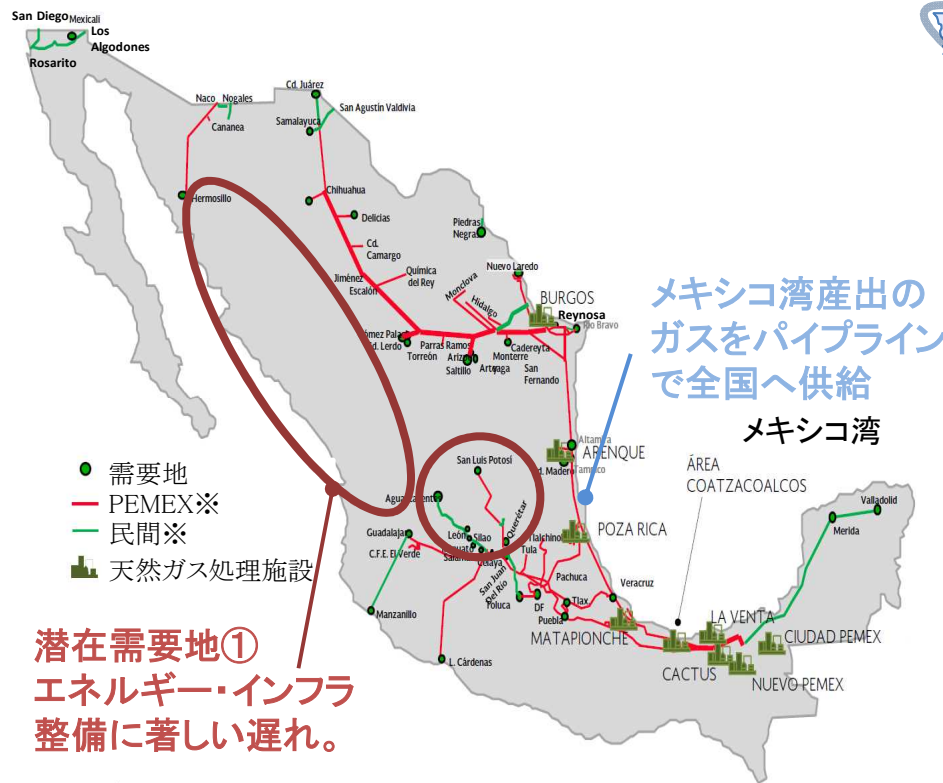 San Diego
Mexicali
Los
Algodones
Rosarito
Naco
Nogales
Cananea
Cd. Juárez
San Agustín Valdivia
Samalayuca
Hermosillo
Chihuahua
Delicias
Cd.
Camargo
Jiménez
Escalón
Química
del Rey
Piedras
Negras
Nuevo Laredo
Monclova
Hidalgo
BURGOS
Reynosa
Río Bravo
Torreón
Parras
Ramos
Saltillo
Monterre
Cadereyta
San
Fernando
メキシコ湾産出の
ガスをパイプライン
で全国へ供給
メキシコ湾
Altamira
ARENQUE
Tampico
ÁREA
COATZACOALCOS
San Luis Potosí
POZA RICA
Valladolid
Merida
需要地
PEMEX※
民間※
天然ガス処理施設
León
Silao
Guadalajar
C.F.E. El Verde
San Juan
Del Río
Querétar
Tula
Pachuca
Toluca
DF
Tlax
Puebla
Veracruz
Manzanillo
L. Cárdenas
MATAPIONCHE
LA VENTA
CIUDAD PEMEX
CACTUS
NUEVO PEMEX
潜在需要地①
エネルギー・インフラ
整備に著しい遅れ。